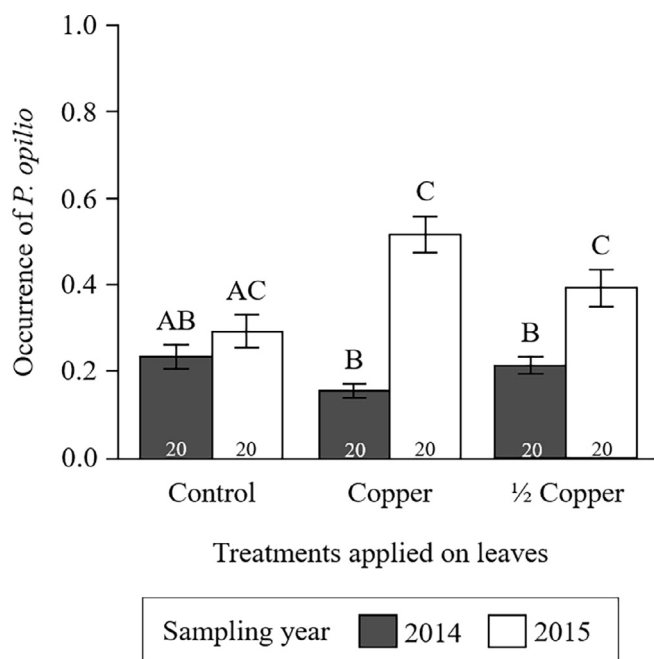 Occurrence of P. opilio
1.0
0.8
0.6
0.4
0.2
0.0
AB
AC
B
C
B
C
20
20
20
20
20
20
Control
Copper
½ Copper
Treatments applied on leaves
Sampling year 2014 2015